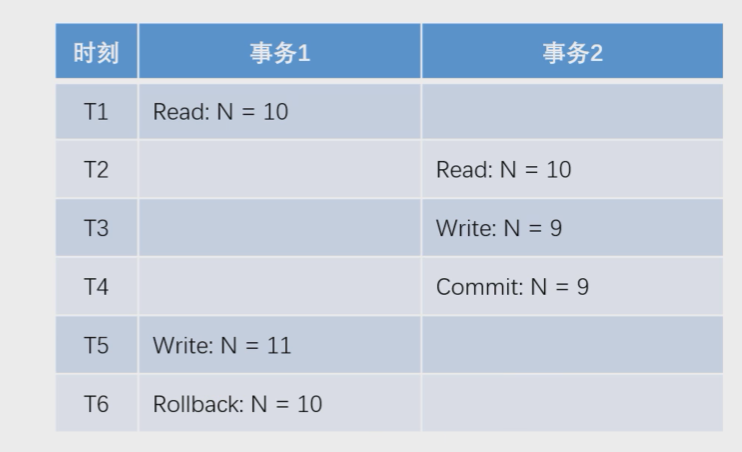 时刻 事务1 事务2
T1 Read: N = 10
T2 Read: N = 10
T3 Write: N = 9
T4 Commit: N = 9
T5 Write: N = 11
T6 Rollback: N = 10